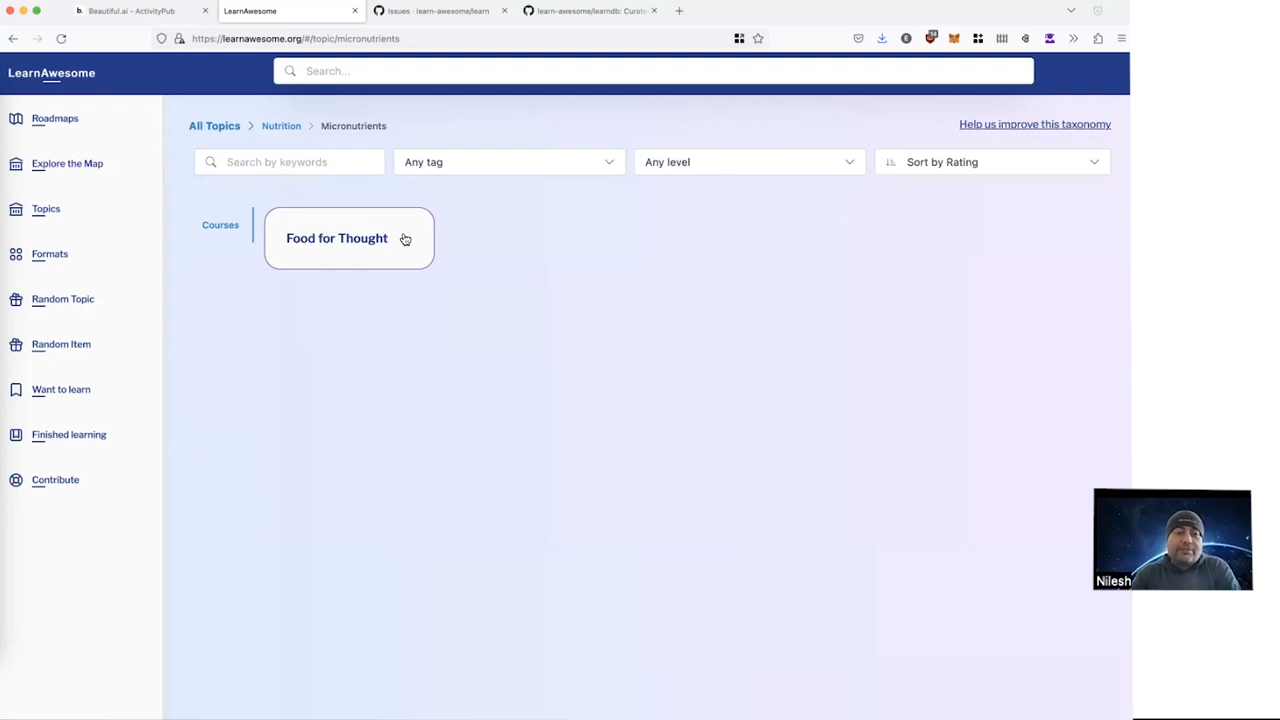 b. Beautiful.ai - ActivityPub
LearnAwesome
Issues · learn-awesome/learn
learn-awesome/learndb: Curate
https://learnawesome.org/#/topic/micronutrients
14
LearnAwesome
Search...
Roadmaps
Explore the Map
Topics
Formats
Random Topic
Random Item
Want to learn
Finished learning
Contribute
All Topics > Nutrition > Micronutrients
Help us improve this taxonomy
Search by keywords
Any tag
Any level
Sort by Rating
Courses
Food for Thought
Nilesh